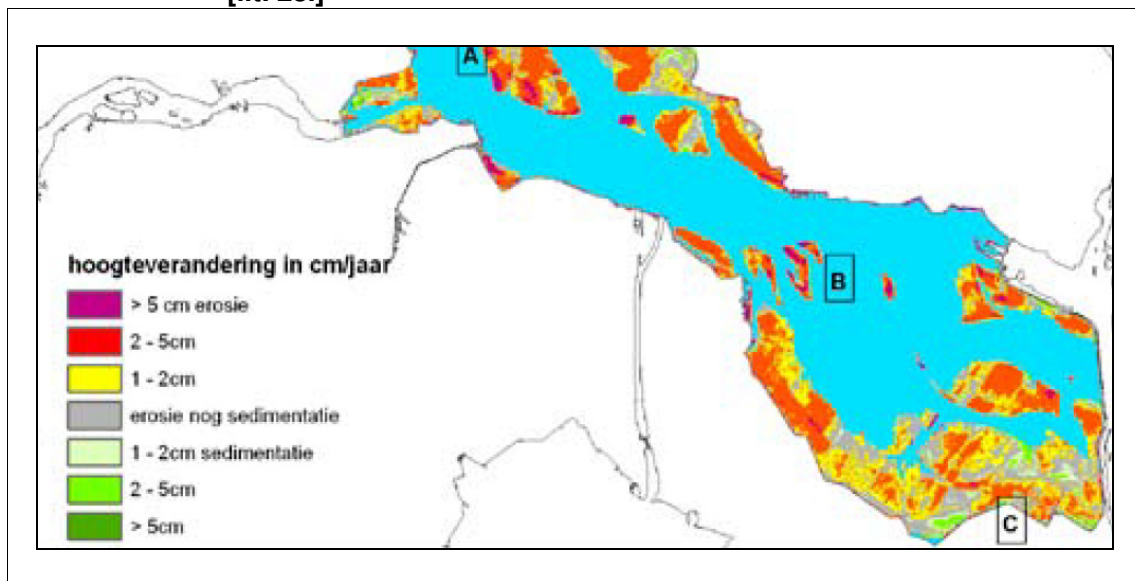 A
B
hoogteverandering in cm/jaar
> 5 cm erosie
2 - 5cm
1 - 2cm
erosie nog sedimentatie
1 - 2cm sedimentatie
2 - 5cm
> 5cm
C